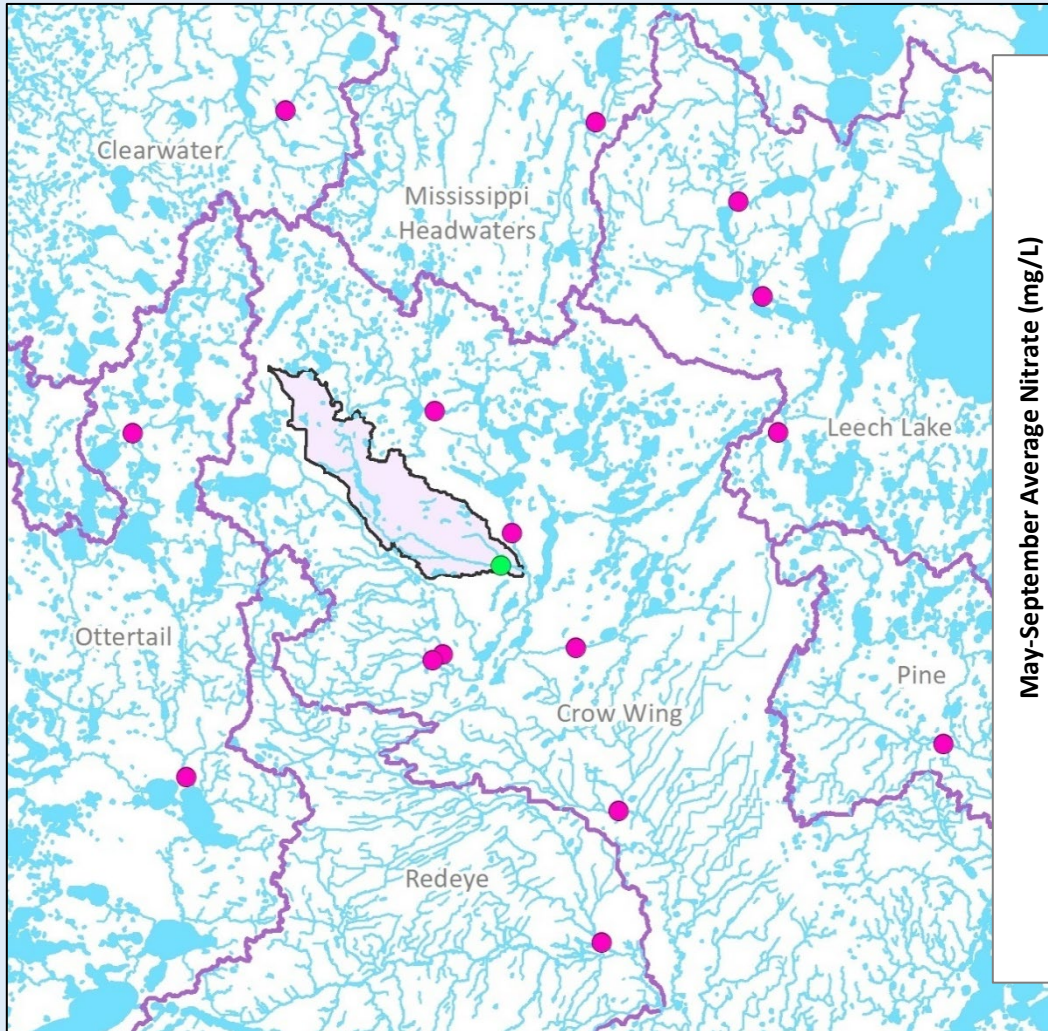 Clearwater
Mississippi
Headwaters
Leech Lake
Ottertail
Pine
Crow Wing
Redeye
May-September Average Nitrate (mg/L)